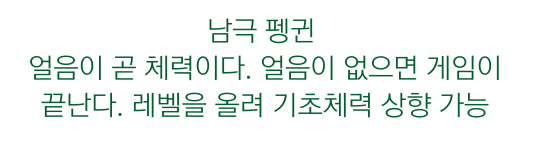 남극 펭귄
얼음이 곧 체력이다. 얼음이 없으면 게임이
끝난다. 레벨을 올려 기초체력 상향 가능